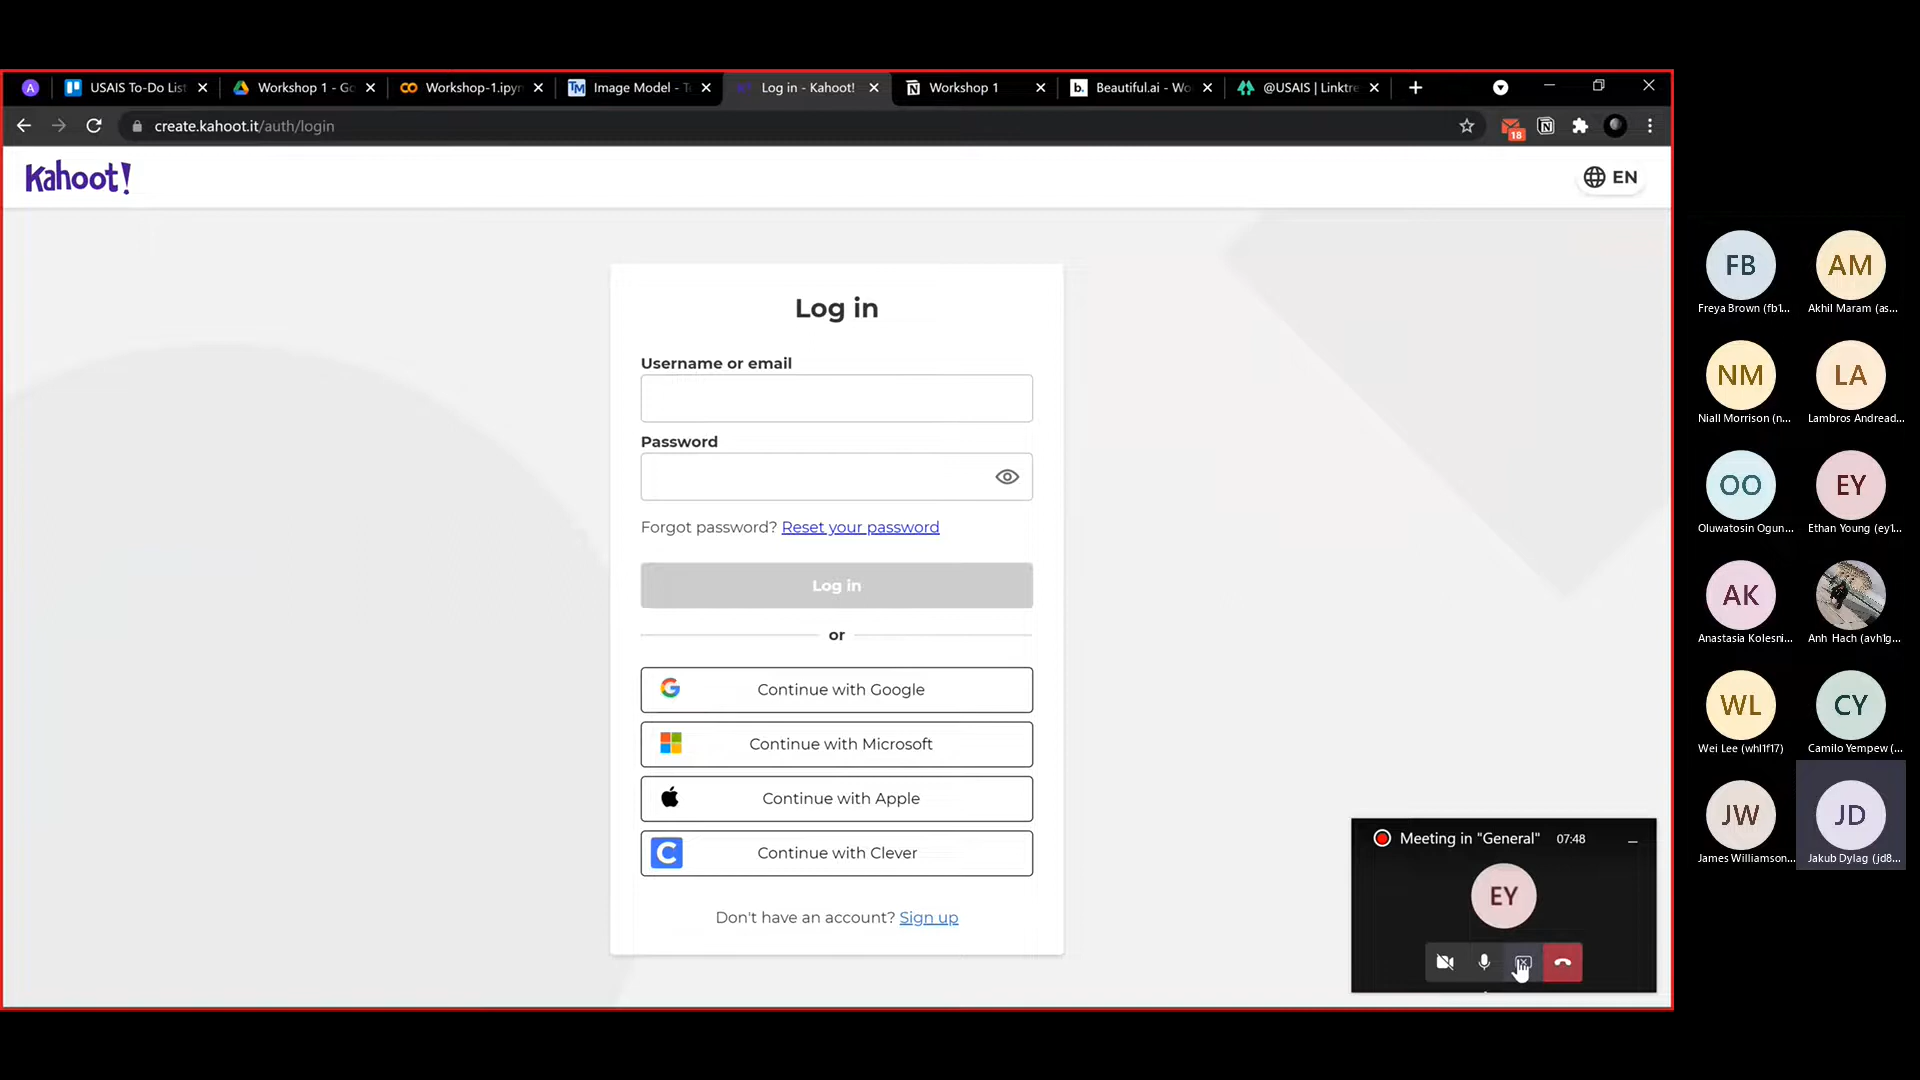 A
USAIS To-Do List
Workshop 1 - Go
Workshop-1.ipyn
Image Model - Te
Log in - Kahoot!
Workshop 1
Beautiful.ai - Wo
@USAIS | Linktre
create.kahoot.it/auth/login
18
Kahoot!
EN
Log in
Username or email
Password
Forgot password? Reset your password
Log in
or
Continue with Google
Continue with Microsoft
Continue with Apple
Continue with Clever
Don't have an account? Sign up
Meeting in "General" 07:48
EY
FB
Freya Brown (fb1...
AM
Akhil Maram (as...
NM
Niall Morrison (n...
LA
Lambros Andread...
OO
Oluwatosin Ogun...
EY
Ethan Young (ey1...
AK
Anastasia Kolesni...
Anh Hach (avh1g...
WL
Wei Lee (whl1f17)
CY
Camilo Yempew (...
JW
James Williamson...
JD
Jakub Dylag (jd8...